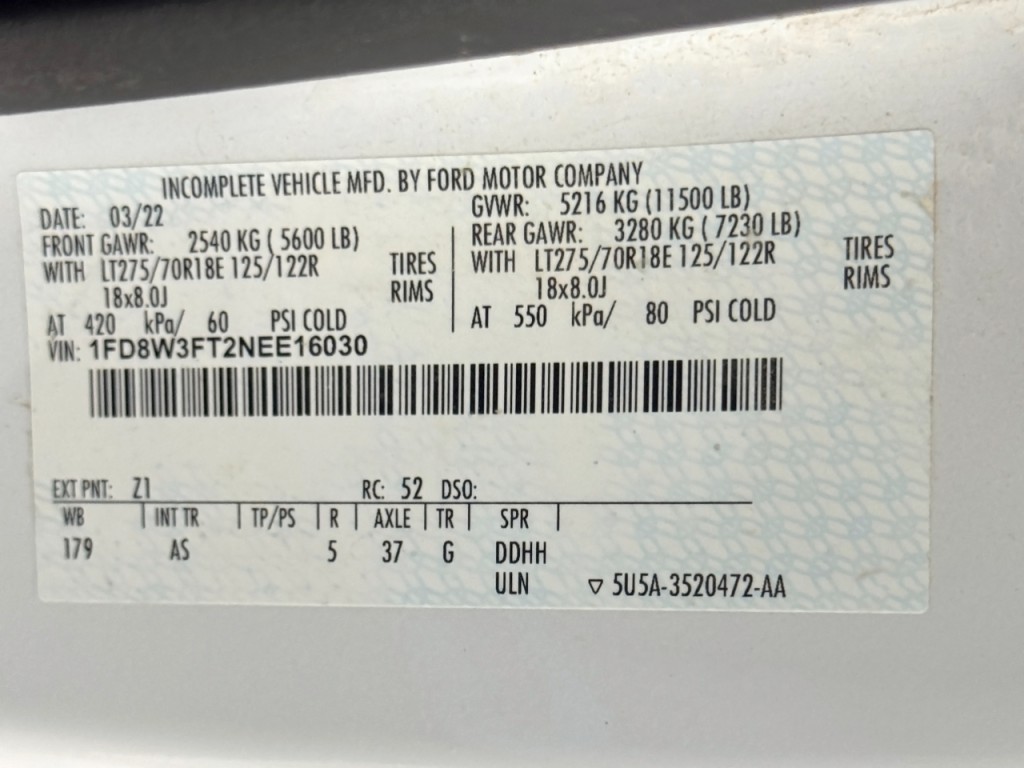 INCOMPLETE VEHICLE MFD. BY FORD MOTOR COMPANY
DATE: 03/22 GVWR: 5216 KG (11500 LB)
FRONT GAWR: 2540 KG ( 5600 LB) REAR GAWR: 3280 KG ( 7230 LB)
WITH LT275/70R18E 125/122R TIRES WITH LT275/70R18E 125/122R TIRES
18x8.0J RIMS 18x8.0J RIMS
AT 420 kPa/ 60 PSI COLD AT 550 kPa/ 80 PSI COLD
VIN: 1FD8W3FT2NEE16030
EXT PNT: Z1 RC: 52 DSO:
WB INT TR TP/PS R AXLE TR SPR
179 AS 5 37 G DDHH
ULN ▽ 5U5A-3520472-AA